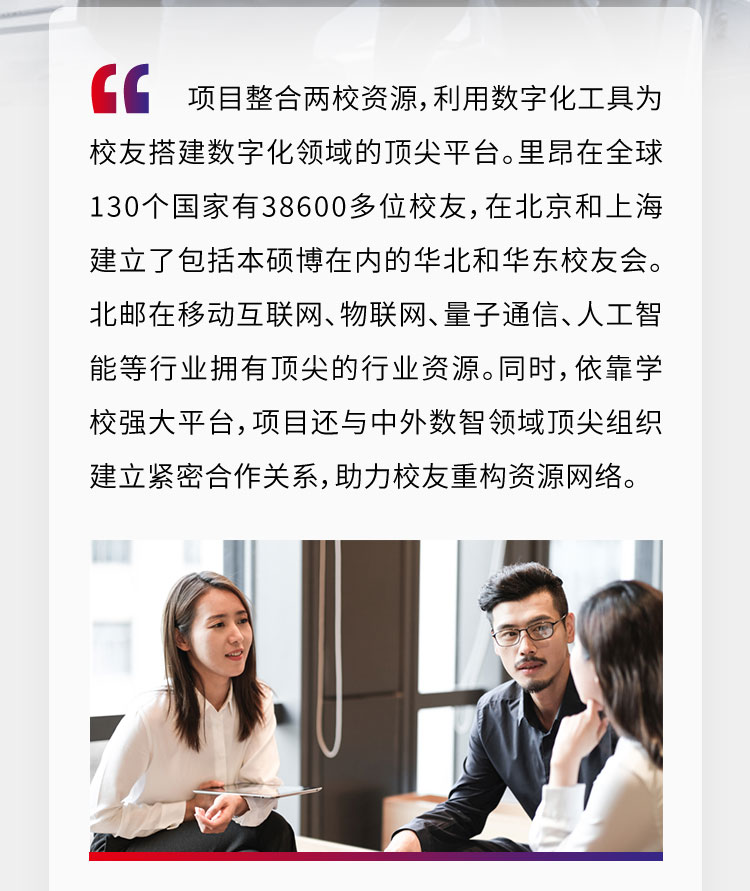 项目整合两校资源，利用数字化工具为
校友搭建数字化领域的顶尖平台。里昂在全球
130个国家有38600多位校友，在北京和上海
建立了包括本硕博在内的华北和华东校友会。
北邮在移动互联网、物联网、量子通信、人工智
能等行业拥有顶尖的行业资源。同时，依靠学
校强大平台，项目还与中外数智领域顶尖组织
建立紧密合作关系，助力校友重构资源网络。